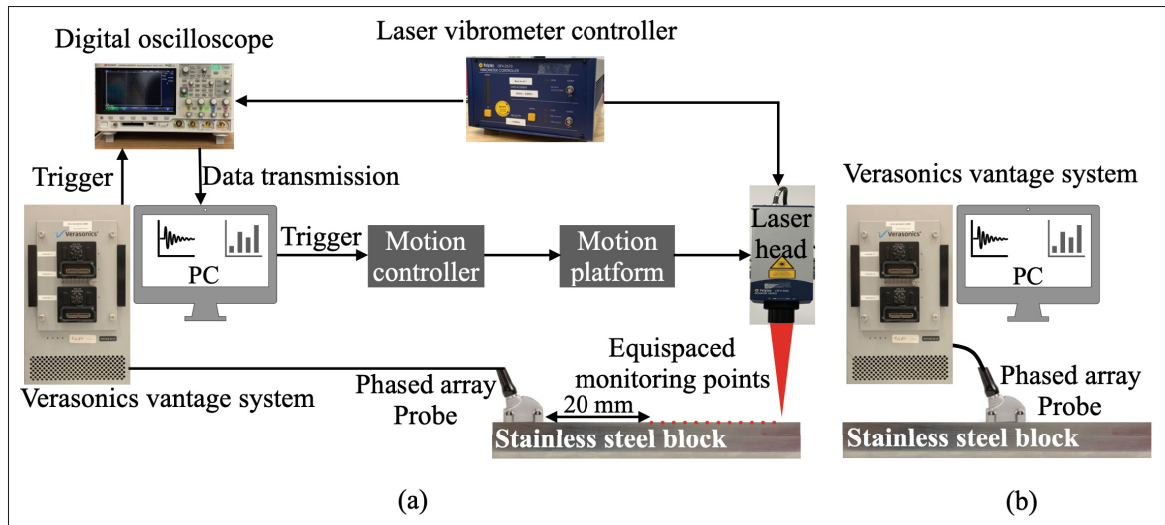 Digital oscilloscope
Laser vibrometer controller
Trigger
Data transmission
Verasonics
PC
Trigger
Motion
controller
Motion
platform
Laser
head
Equispaced
monitoring points
Phased array
Probe
20 mm
Verasonics vantage system
Stainless steel block
(a)
Verasonics vantage system
Verasonics
PC
Phased array
Probe
Stainless steel block
(b)